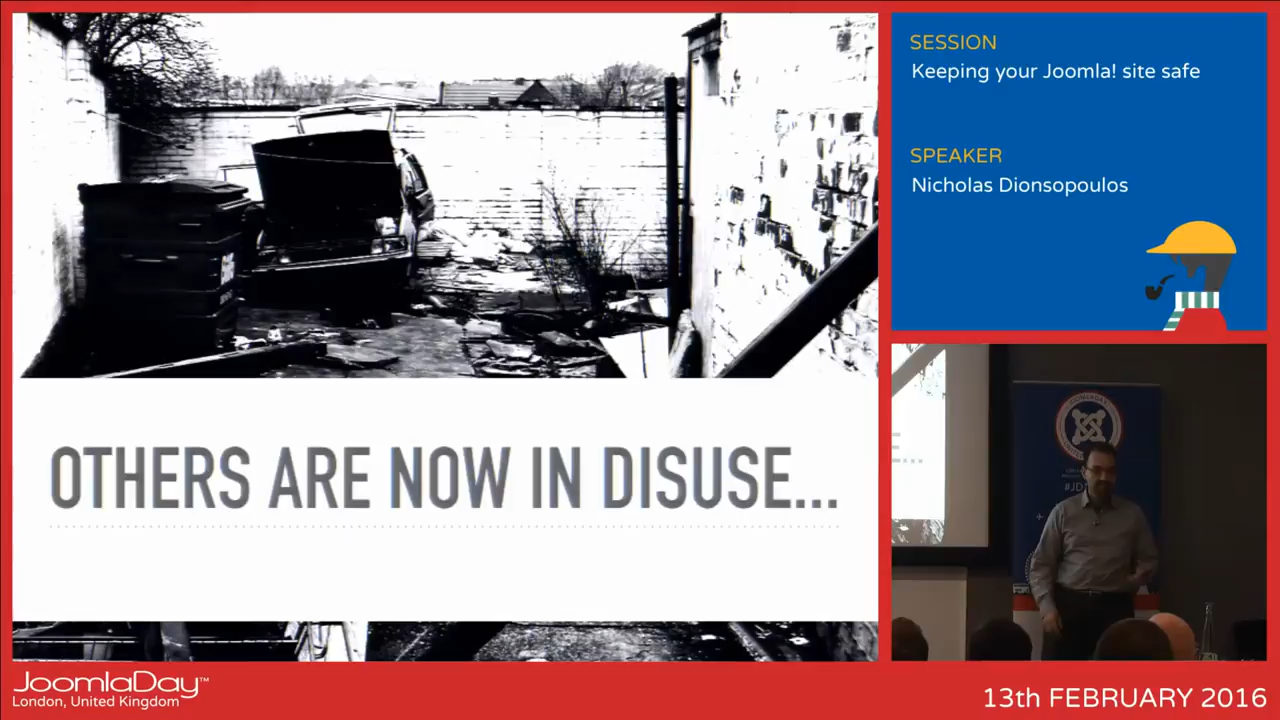 OTHERS ARE NOW IN DISUSE...
SESSION
Keeping your Joomla! site safe
SPEAKER
Nicholas Dionsopoulos
#JD
JoomlaDay™
London, United Kingdom
13th FEBRUARY 2016